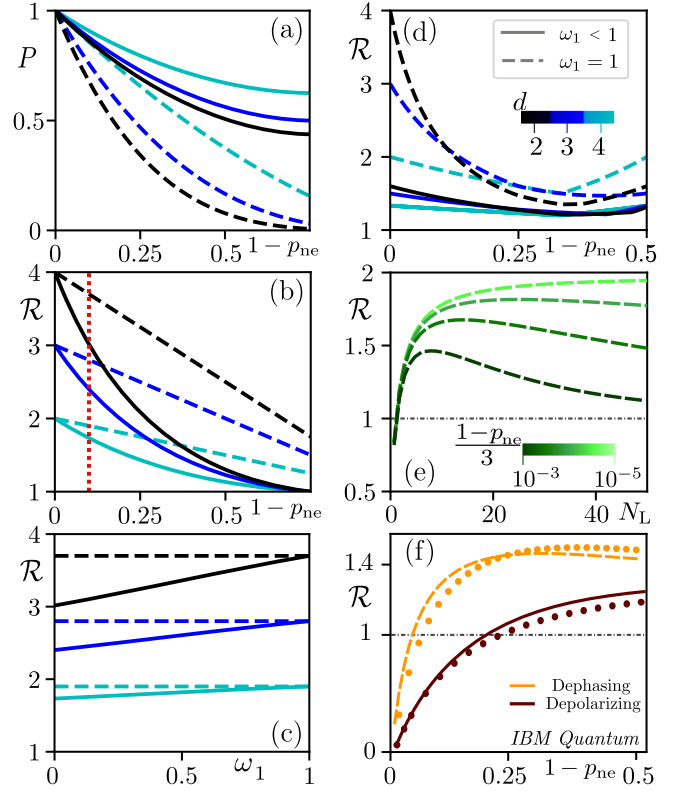 1
(a)
P
0.5
0
0
0.25
0.5
1 − p_ne
4
(d)
ℛ
ω₁ < 1
ω₁ = 1
3
d
2
3
4
2
1
0
0.25
1 − p_ne
0.5
4
(b)
ℛ
3
2
1
0
0.25
0.5
1 − p_ne
2
ℛ
1.5
1
(1−p_ne)/3
10⁻³
10⁻⁵
(e)
0.5
0
20
40
N_L
4
ℛ
3
2
(c)
1
0
0.5
ω₁
1
(f)
1.4
ℛ
1
Dephasing
Depolarizing
IBM Quantum
0
0
0.25
1 − p_ne
0.5